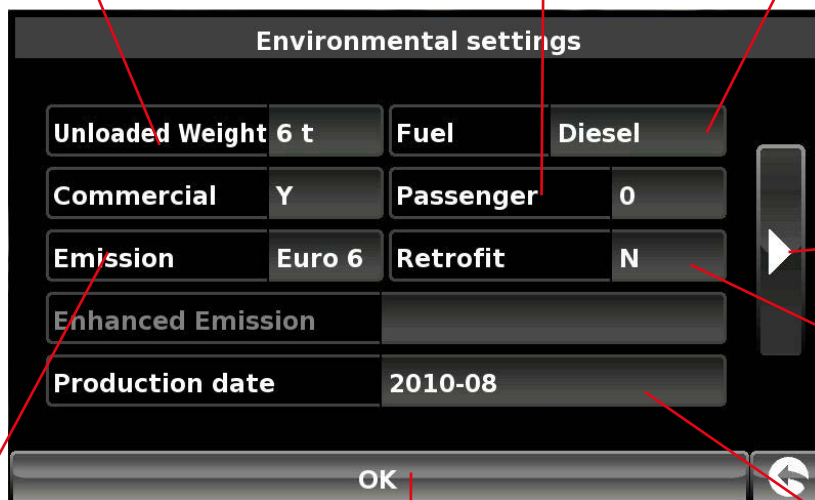 Environmental settings
Unloaded Weight 6 t Fuel Diesel
Commercial Y Passenger 0
Emission Euro 6 Retrofit N
Enhanced Emission
Production date 2010-08
OK